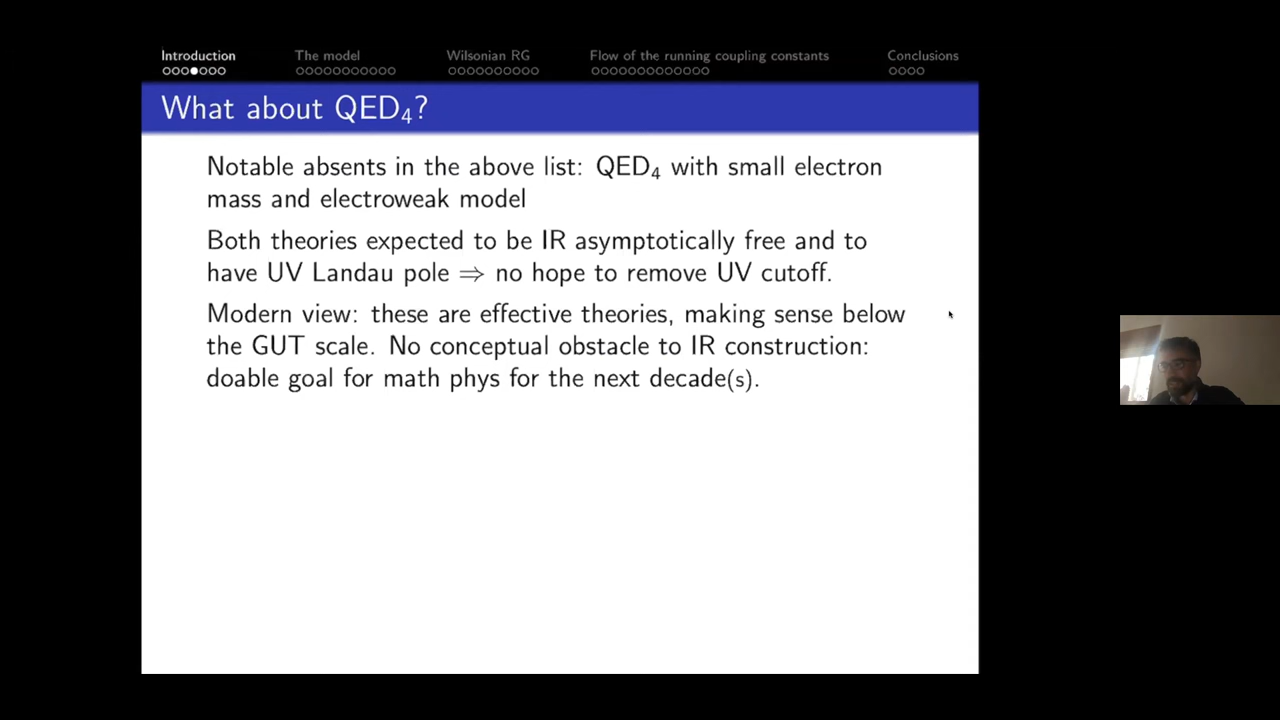 Introduction The model Wilsonian RG Flow of the running coupling constants Conclusions
What about QED₄?
Notable absents in the above list: QED₄ with small electron
mass and electroweak model
Both theories expected to be IR asymptotically free and to
have UV Landau pole ⇒ no hope to remove UV cutoff.
Modern view: these are effective theories, making sense below
the GUT scale. No conceptual obstacle to IR construction:
doable goal for math phys for the next decade(s).